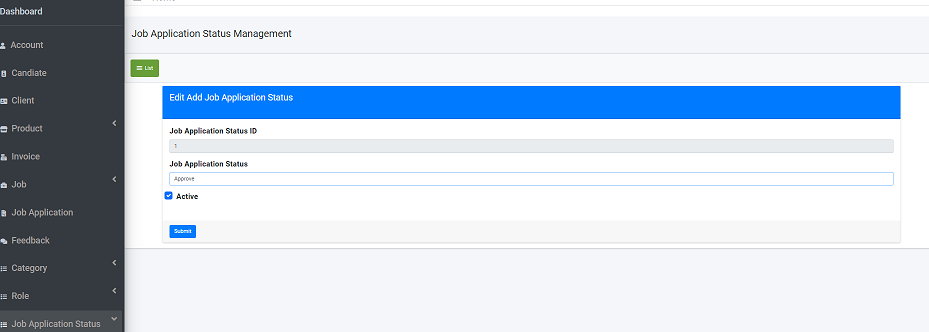 Dashboard
Account
Candiate
Client
Product
Invoice
Job
Job Application
Feedback
Category
Role
Job Application Status
Job Application Status Management
List
Edit Add Job Application Status
Job Application Status ID
1
Job Application Status
Approve
Active
Submit